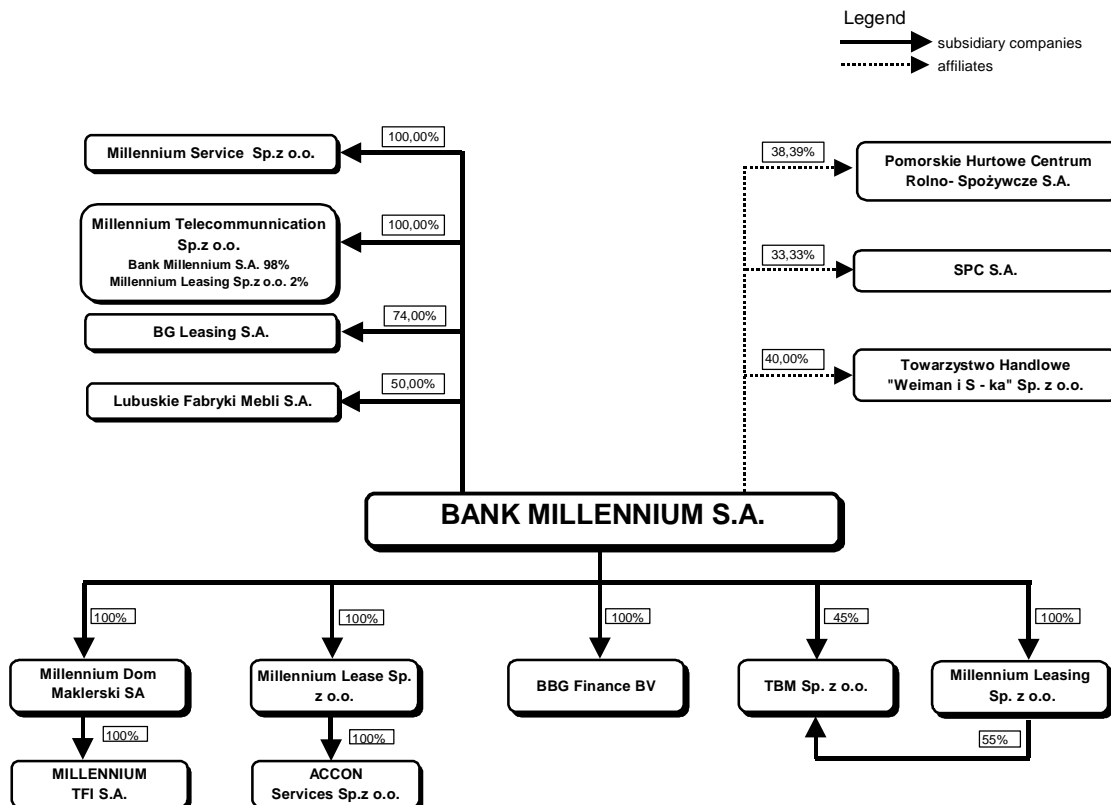 Legend
subsidiary companies
affiliates
100,00%
Millennium Service Sp.z o.o.
38,39%
Pomorskie Hurtowe Centrum
Rolno- Spożywcze S.A.
100,00%
Millennium Telecommunnication
Sp.z o.o.
Bank Millennium S.A. 98%
Millennium Leasing Sp.z o.o. 2%
33,33%
SPC S.A.
74,00%
BG Leasing S.A.
40,00%
Towarzystwo Handlowe
"Weiman i S - ka" Sp. z o.o.
50,00%
Lubuskie Fabryki Mebli S.A.
BANK MILLENNIUM S.A.
100%
100%
100%
45%
100%
Millennium Dom
Maklerski SA
Millennium Lease Sp.
z o.o.
BBG Finance BV
TBM Sp. z o.o.
Millennium Leasing
Sp. z o.o.
100%
100%
55%
MILLENNIUM
TFI S.A.
ACCON
Services Sp.z o.o.